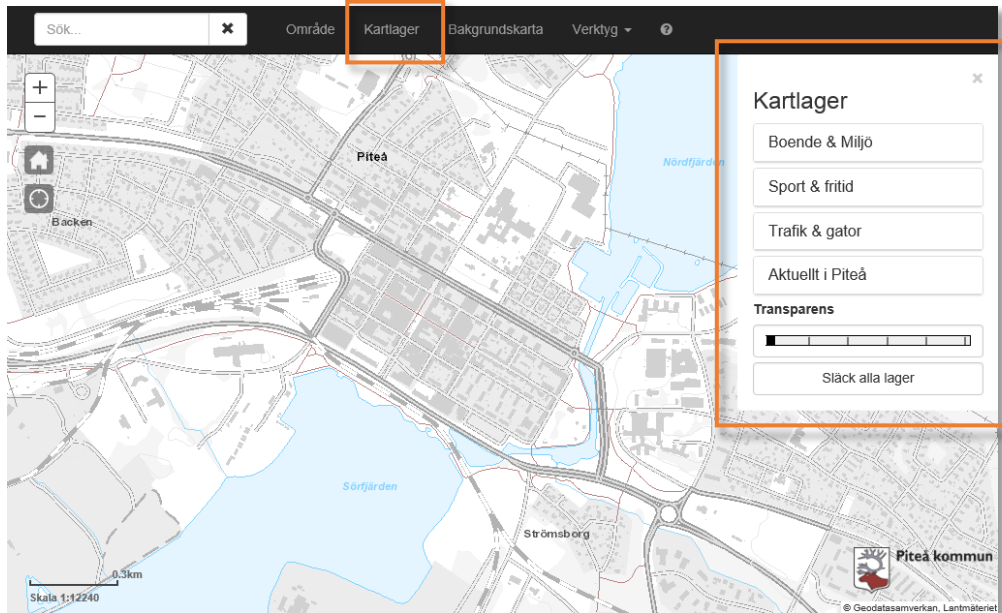 Sök...
Område
Kartlager
Bakgrundskarta
Verktyg
Kartlager
Boende & Miljö
Sport & fritid
Trafik & gator
Aktuellt i Piteå
Transparens
Släck alla lager
Piteå
Nördfjärden
Backen
Sörfjärden
Strömsborg
0.3km
Skala 1:12240
Piteå kommun
© Geodatasamverkan, Lantmäteriet